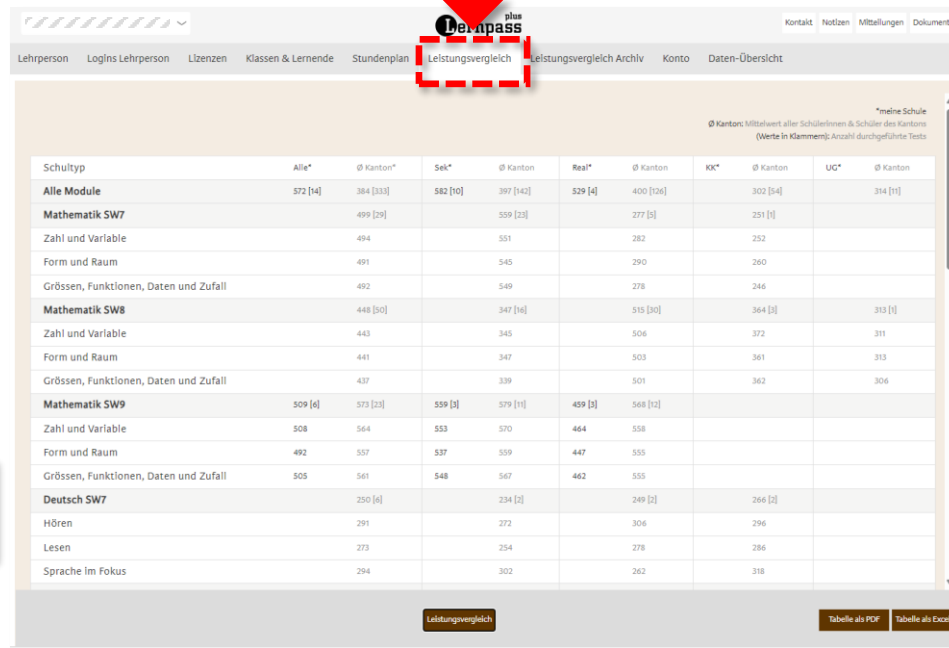 Lernpass plus
Kontakt Notizen Mitteilungen Dokument
Lehrperson Logins Lehrperson Lizenzen Klassen & Lernende Stundenplan Leistungsvergleich Leistungsvergleich Archiv Konto Daten-Übersicht
*meine Schule
Ø Kanton: Mittelwert aller Schülerinnen & Schüler des Kantons
(Werte in Klammern): Anzahl durchgeführte Tests
Schultyp Alle* Ø Kanton* Sek* Ø Kanton Real* Ø Kanton KK* Ø Kanton UG* Ø Kanton
Alle Module 572 [14] 384 [333] 582 [10] 397 [142] 529 [4] 400 [126] 302 [54] 314 [11]
Mathematik SW7 499 [29] 559 [23] 277 [5] 251 [1]
Zahl und Variable 494 551 282 252
Form und Raum 491 545 290 260
Grössen, Funktionen, Daten und Zufall 492 549 278 246
Mathematik SW8 448 [50] 347 [16] 515 [30] 364 [3] 313 [1]
Zahl und Variable 443 345 506 372 311
Form und Raum 441 347 503 361 313
Grössen, Funktionen, Daten und Zufall 437 339 501 362 306
Mathematik SW9 509 [6] 573 [23] 559 [3] 579 [11] 459 [3] 568 [12]
Zahl und Variable 508 564 553 570 464 558
Form und Raum 492 557 537 559 447 555
Grössen, Funktionen, Daten und Zufall 505 561 548 567 462 555
Deutsch SW7 250 [6] 234 [2] 249 [2] 266 [2]
Hören 291 272 306 296
Lesen 273 254 278 286
Sprache im Fokus 294 302 262 318
Leistungsvergleich
Tabelle als PDF Tabelle als Exce